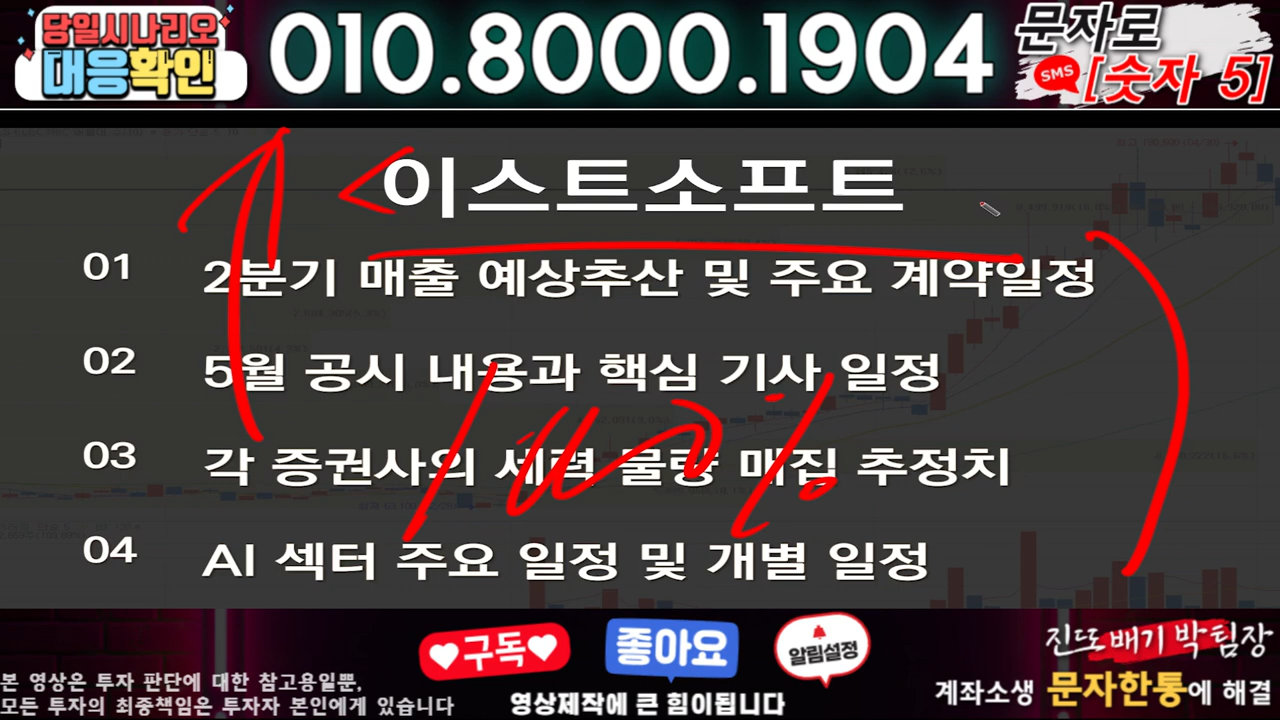 당일시나리오
대응확인
010.8000.1904
문자로
SMS [숫자 5]
이스트소프트
01 2분기 매출 예상추산 및 주요 계약일정
02 5월 공시 내용과 핵심 기사 일정
03 각 증권사의 세력 물량 매집 추정치
04 AI 섹터 주요 일정 및 개별 일정
100%
구독
좋아요
알림설정
영상제작에 큰 힘이됩니다
본 영상은 투자 판단에 대한 참고용일뿐,
모든 투자의 최종책임은 투자자 본인에게 있습니다
진또배기 박팀장
계좌소생 문자한통에 해결